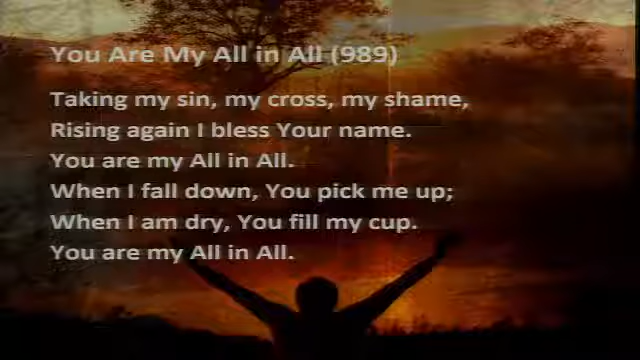 You Are My All in All (989)
Taking my sin, my cross, my shame,
Rising again I bless Your name.
You are my All in All.
When I fall down, You pick me up;
When I am dry, You fill my cup.
You are my All in All.